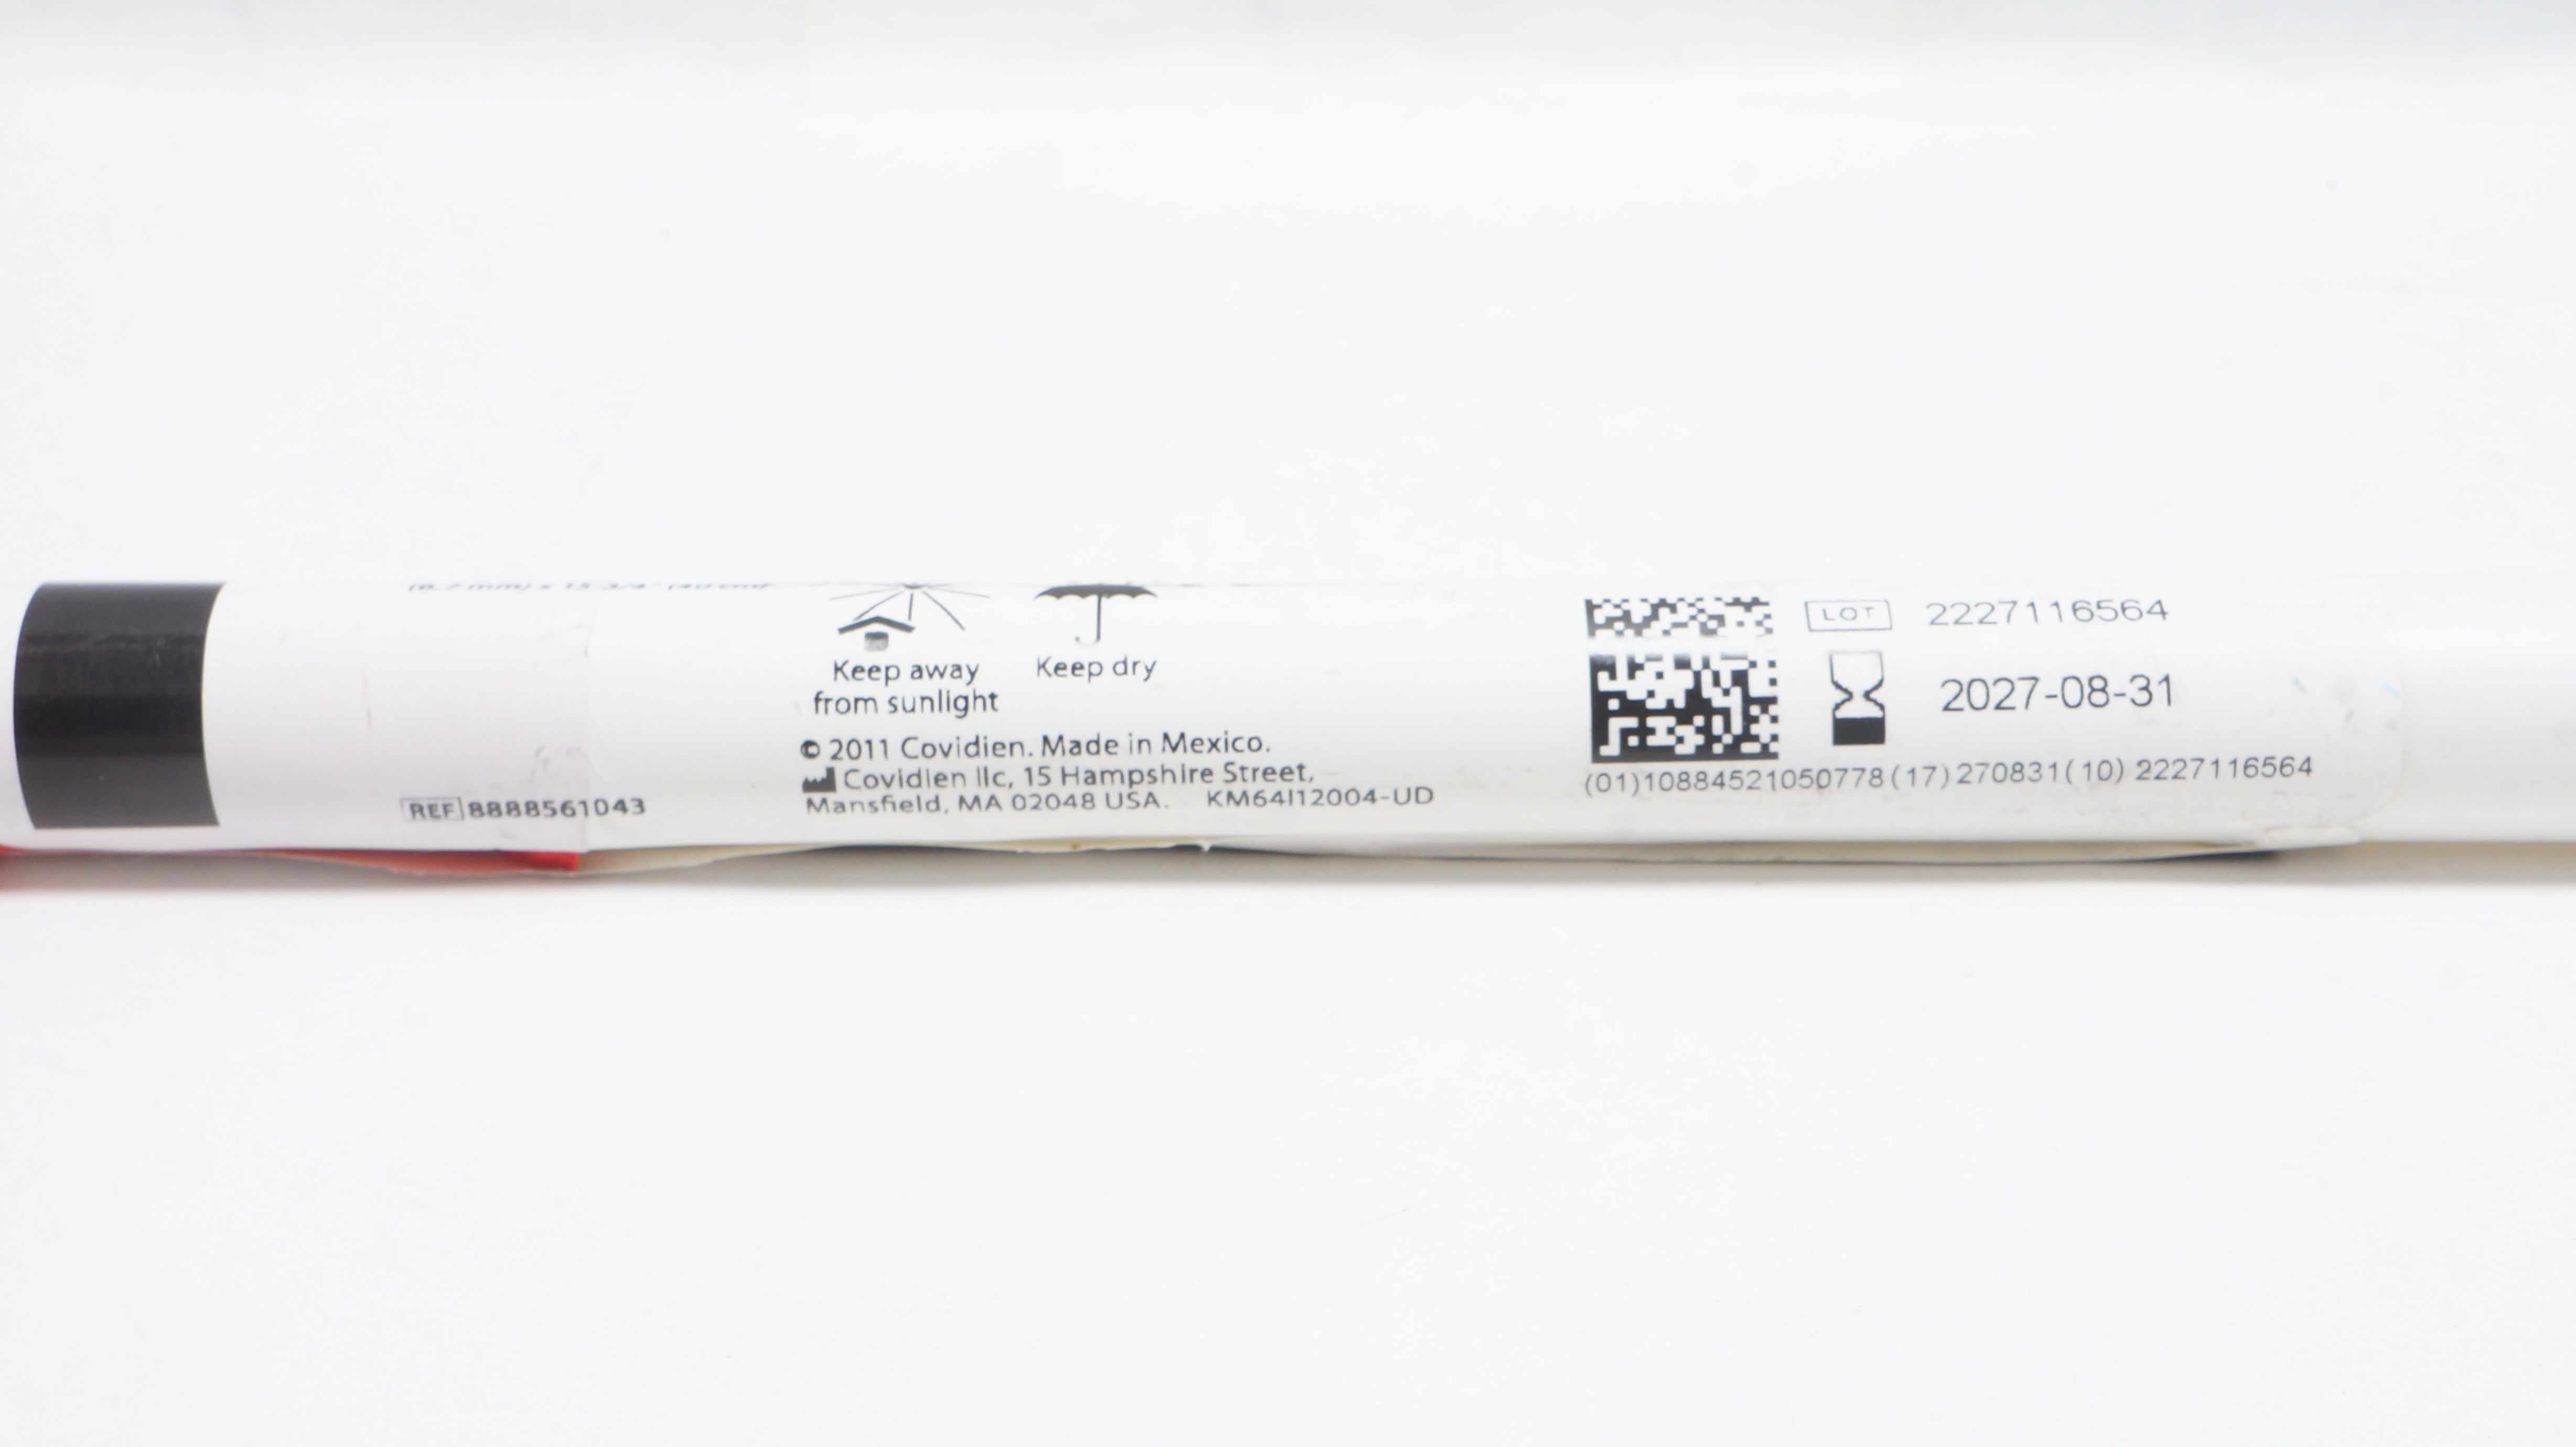 Keep away
from sunlight
Keep dry
© 2011 Covidien. Made in Mexico.
Covidien llc, 15 Hampshire Street,
Mansfield, MA 02048 USA. KM64I12004-UD
REF 8888561043
LOT 2227116564
2027-08-31
(01)10884521050778(17)270831(10) 2227116564